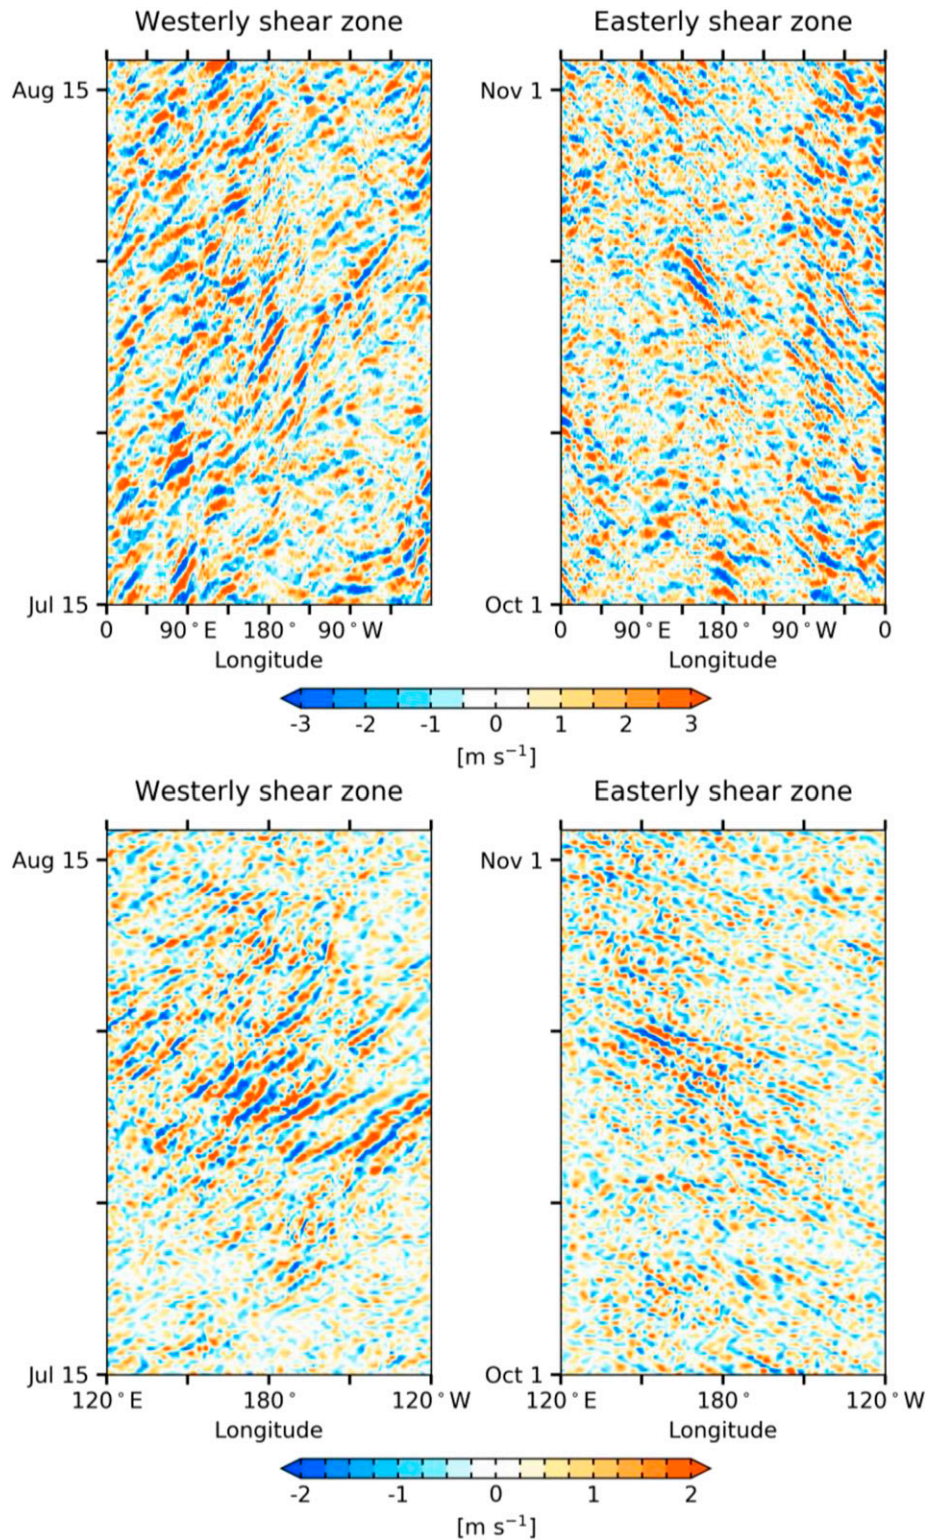 Westerly shear zone Easterly shear zone
Aug 15 Nov 1
Jul 15 Oct 1
0 90°E 180° 90°W 0 90°E 180° 90°W 0
Longitude Longitude
-3 -2 -1 0 1 2 3
[m s⁻¹]
Westerly shear zone Easterly shear zone
Aug 15 Nov 1
Jul 15 Oct 1
120°E 180° 120°W 120°E 180° 120°W
Longitude Longitude
-2 -1 0 1 2
[m s⁻¹]